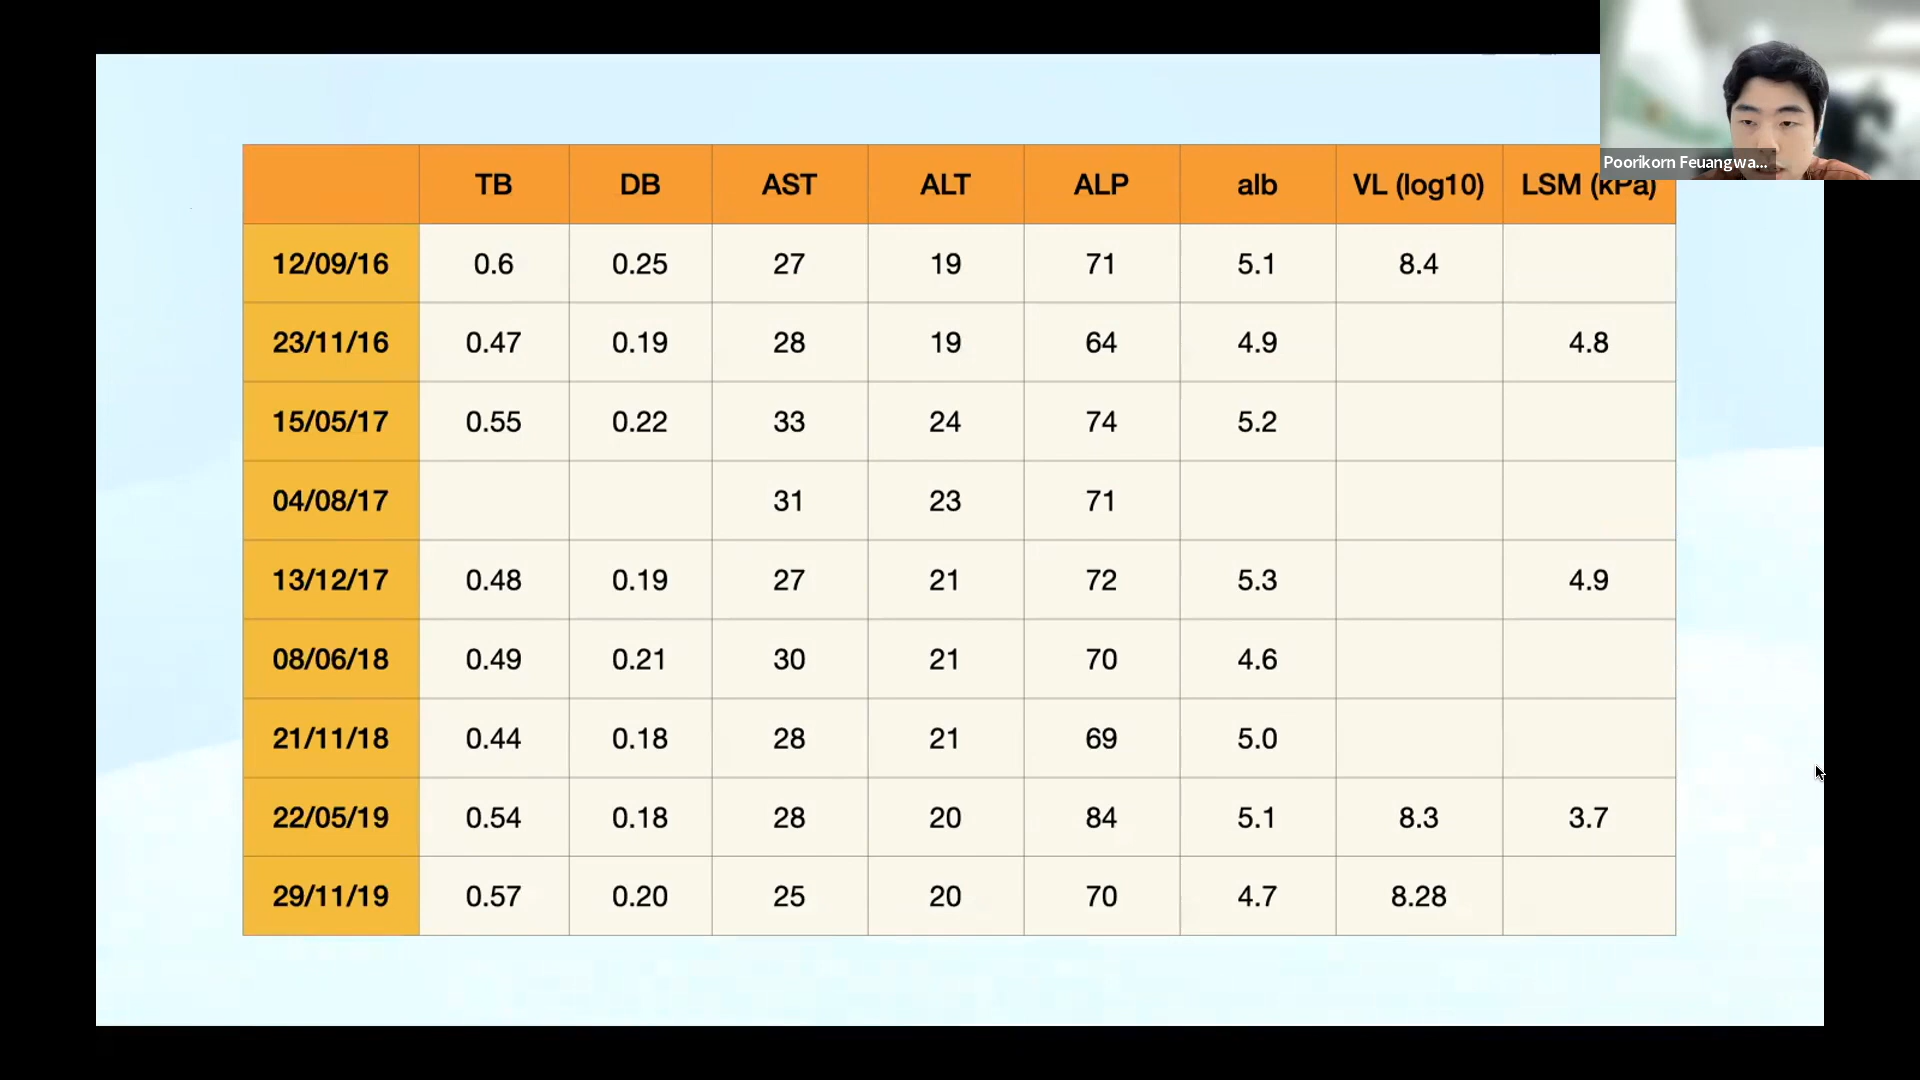 Poorikorn Feuangwa...
TB DB AST ALT ALP alb VL (log10) LSM (kPa)
12/09/16 0.6 0.25 27 19 71 5.1 8.4
23/11/16 0.47 0.19 28 19 64 4.9 4.8
15/05/17 0.55 0.22 33 24 74 5.2
04/08/17 31 23 71
13/12/17 0.48 0.19 27 21 72 5.3 4.9
08/06/18 0.49 0.21 30 21 70 4.6
21/11/18 0.44 0.18 28 21 69 5.0
22/05/19 0.54 0.18 28 20 84 5.1 8.3 3.7
29/11/19 0.57 0.20 25 20 70 4.7 8.28